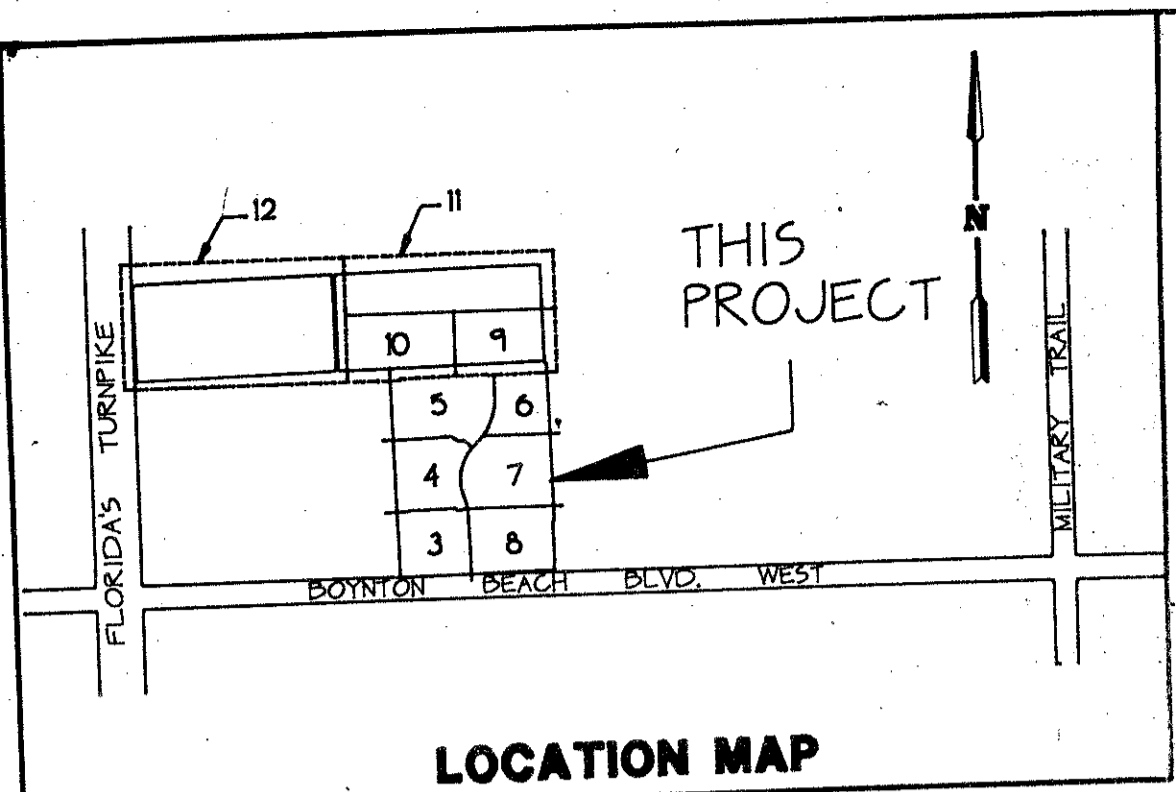 12
11
THIS
PROJECT
N
10
9
5
6
4
7
3
8
FLORIDA'S TURNPIKE
MILITARY TRAIL
BOYNTON BEACH BLVD. WEST
LOCATION MAP